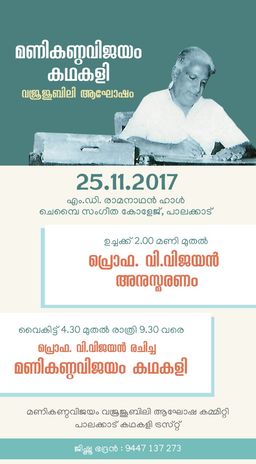 മണികണ്ഠവിജയം
കഥകളി
വജ്രജൂബിലി ആഘോഷം
25.11.2017
എം.ഡി. രാമനാഥൻ ഹാൾ
ചെമ്പൈ സംഗീത കോളേജ്, പാലക്കാട്
ഉച്ചക്ക് 2.00 മണി മുതൽ
പ്രൊഫ. വി.വിജയൻ
അനുസ്മരണം
വൈകിട്ട് 4.30 മുതൽ രാത്രി 9.30 വരെ
പ്രൊഫ. വി.വിജയൻ രചിച്ച
മണികണ്ഠവിജയം കഥകളി
മണികണ്ഠവിജയം വജ്രജൂബിലി ആഘോഷ കമ്മിറ്റി
പാലക്കാട് കഥകളി ട്രസ്റ്റ്
ജിഷ്ണു ഭദ്രൻ : 9447 137 273